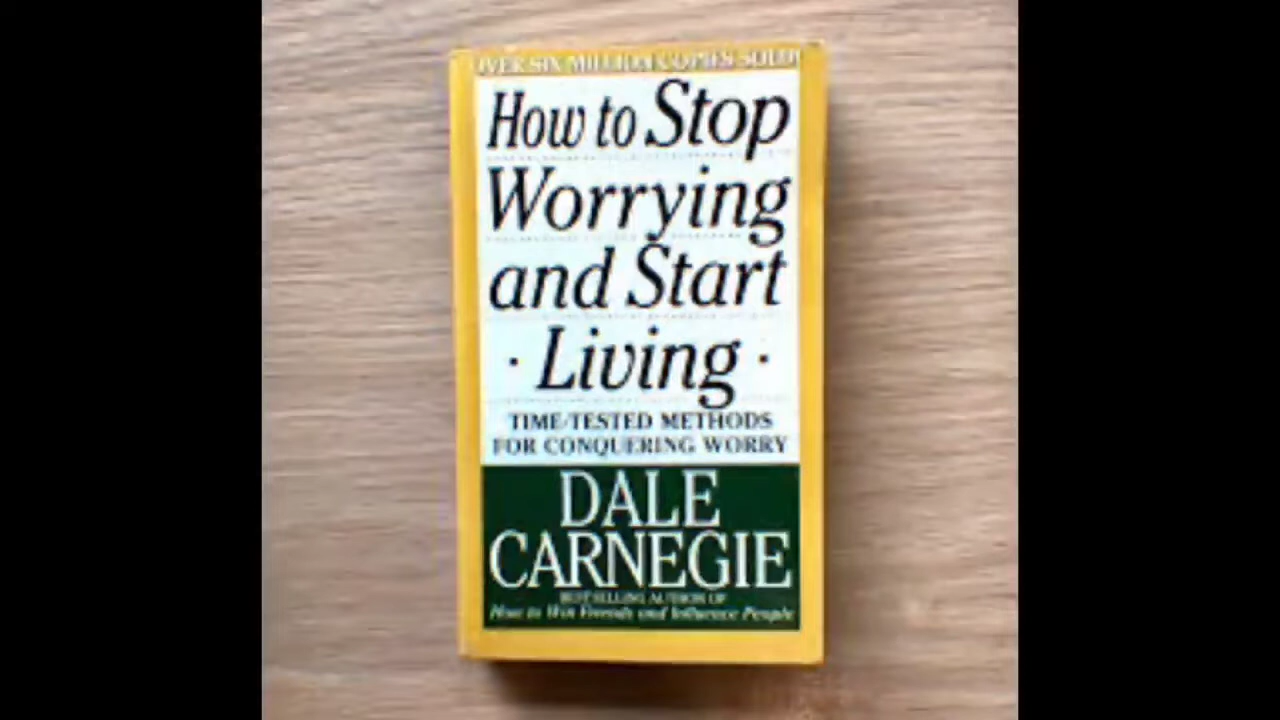 OVER SIX MILLION COPIES SOLD!
How to Stop
Worrying
and Start
· Living ·
TIME/TESTED METHODS
FOR CONQUERING WORRY
DALE
CARNEGIE
BESTSELLING AUTHOR OF
How to Win Friends and Influence People